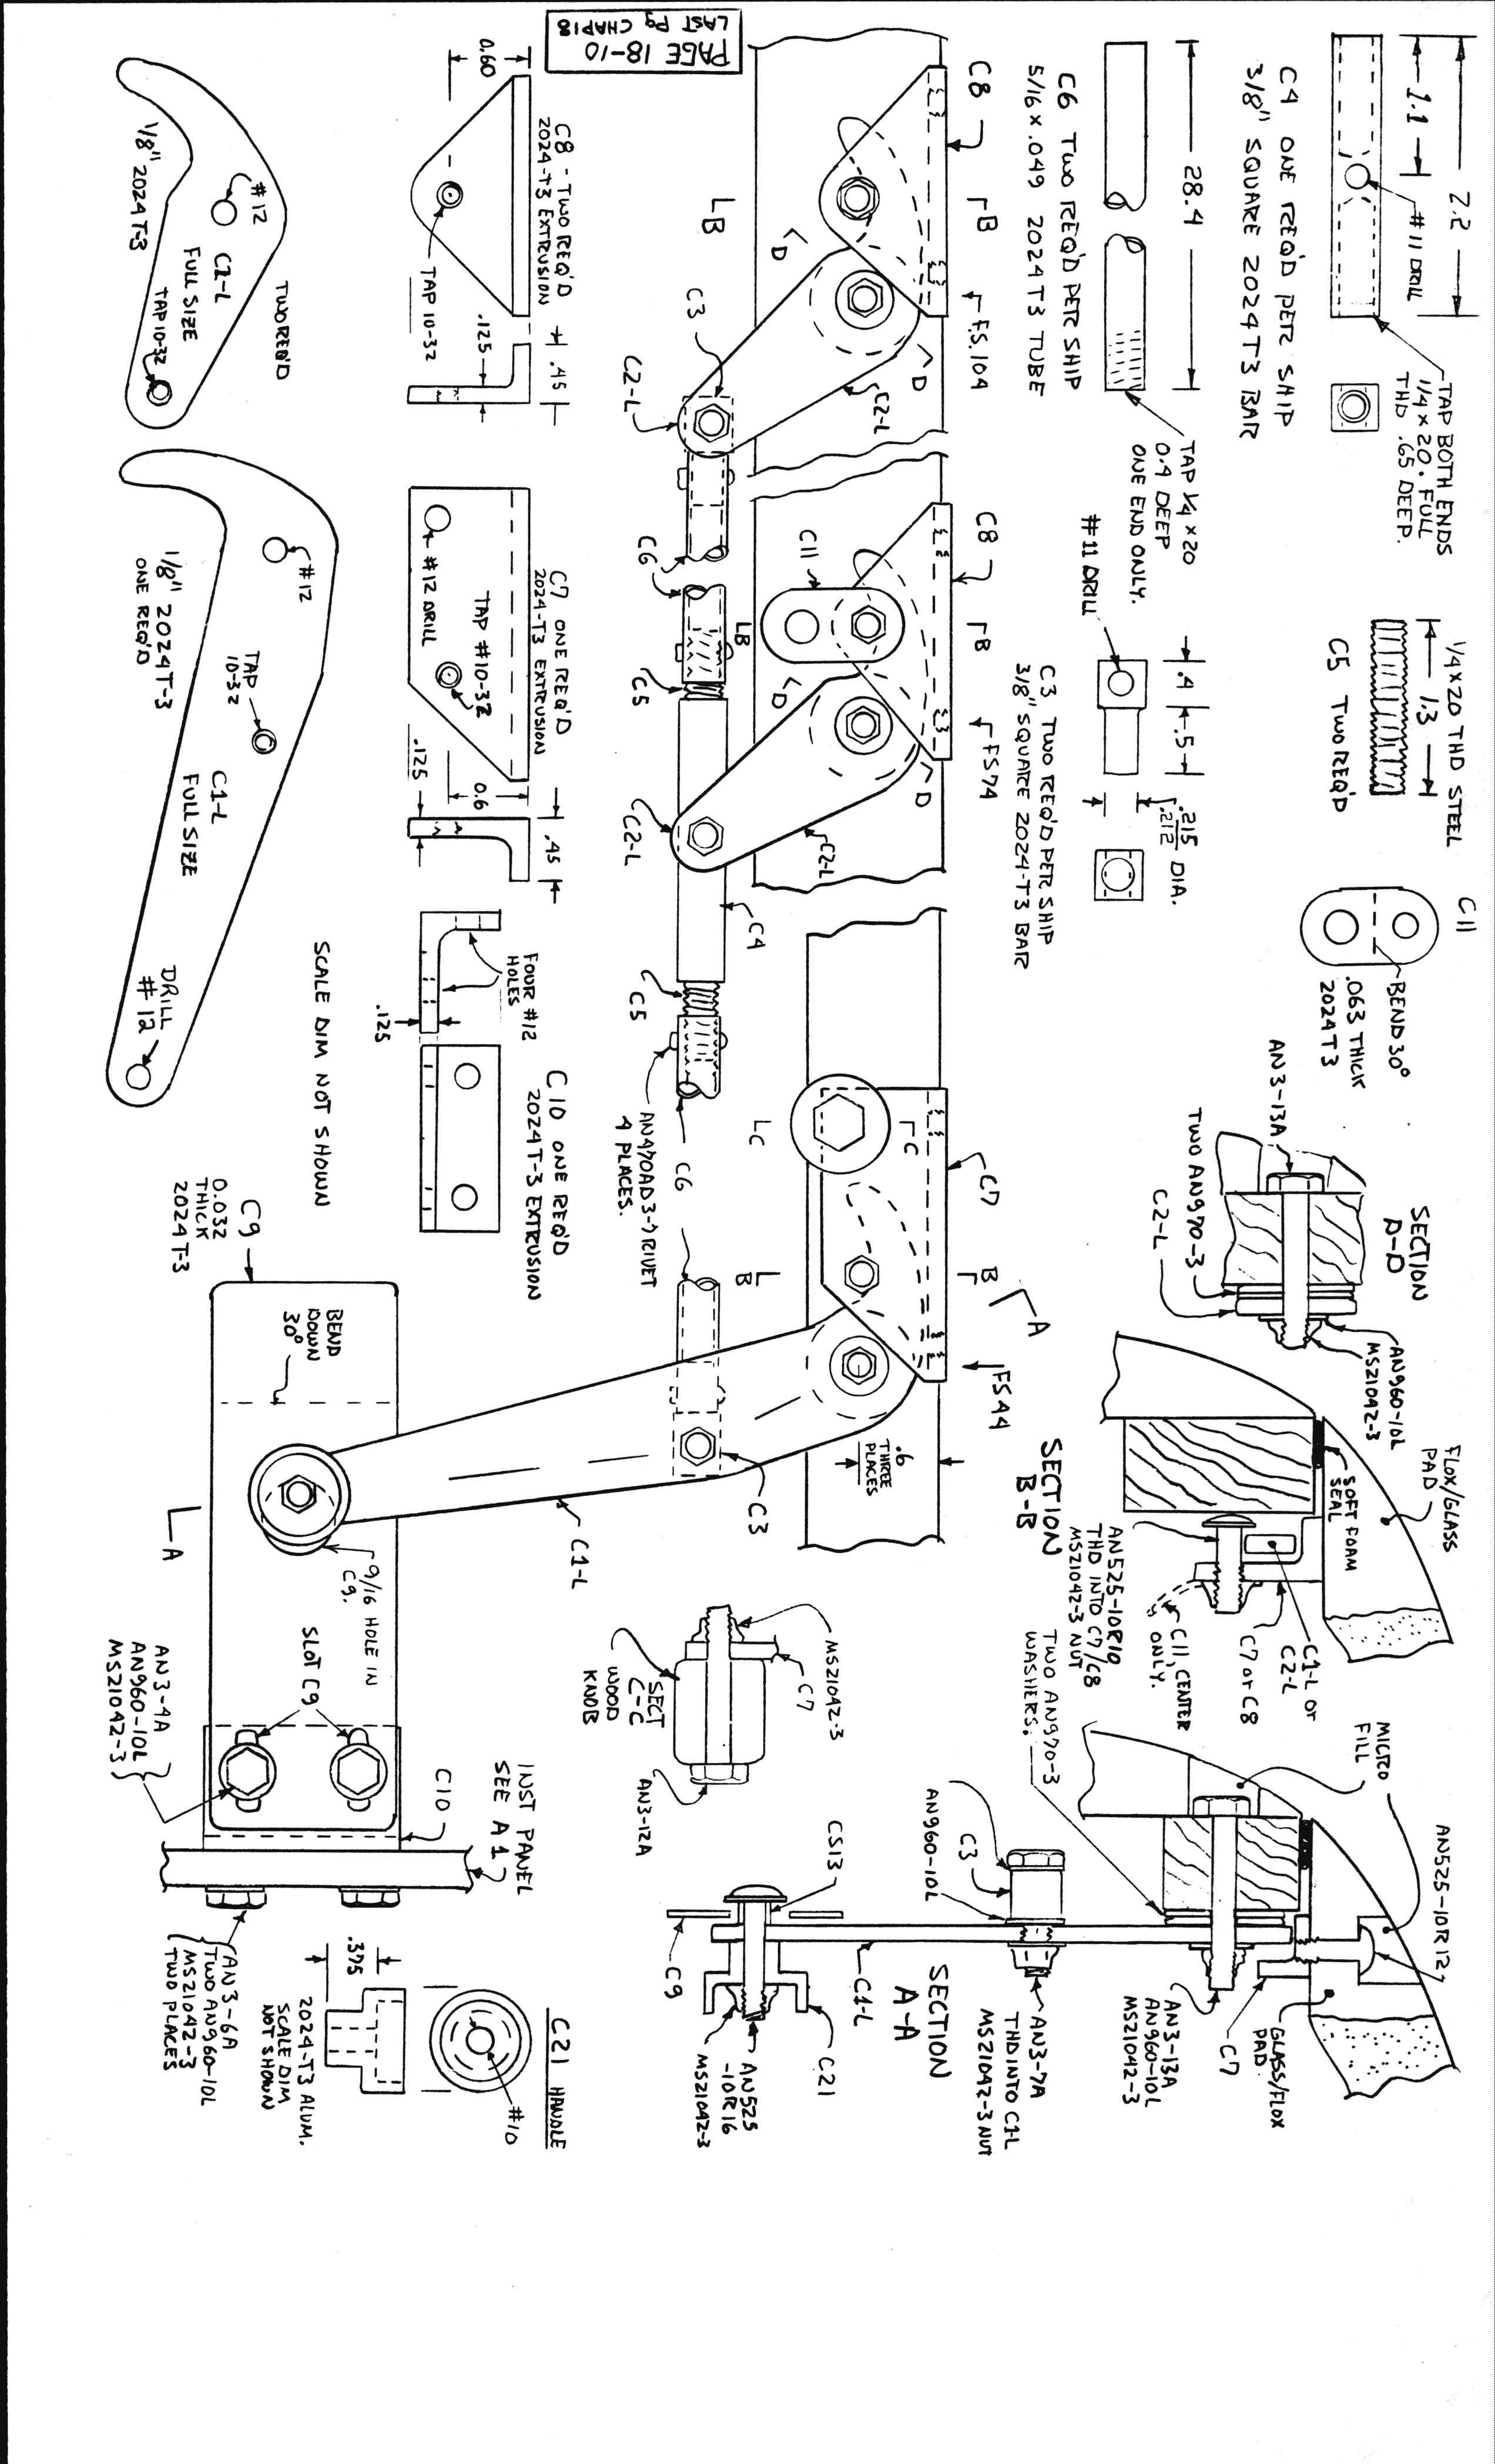 2.2
1.1
#11 DRILL
TAP BOTH ENDS
1/4 × 20. FULL
THD .65 DEEP.
C4 ONE REQ'D PER SHIP
3/8" SQUARE 2024T3 BAR
28.4
TAP 1/4 × 20
0.4 DEEP
ONE END ONLY.
C6 TWO REQ'D PER SHIP
5/16 × .049 2024T3 TUBE
1/4×20 THD STEEL
1.3
C5 TWO REQ'D
#11 DRILL
.4
.5
.215
.212
DIA.
C3 TWO REQ'D PER SHIP
3/8" SQUARE 2024-T3 BAR
C11
BEND 30°
.063 THICK
2024T3
SECTION
D-D
AN3-13A
TWO AN970-3
C2-L
AN960-10L
MS21042-3
SECTION
B-B
FLOX/GLASS
PAD
SOFT FOAM
SEAL
C1-L or
C2-L
C7 or C8
C11, CENTER
ONLY.
AN525-10R10
THD INTO C7/C8
MS21042-3 NUT
MICRO
FILL
AN525-10R12
GLASS/FLOX
PAD
C7
AN3-13A
AN960-10L
MS21042-3
TWO AN970-3
WASHERS.
C3
AN960-10L
AN3-7A
THD INTO C1-L
MS21042-3 NUT
C1-L
SECTION
A-A
CS13
C9
C21
AN525
-10R16
MS21042-3
C8
B
F.S.104
D
D
C2-L
B
C3
C2-L
C6
C8
B
FS74
C11
B
D
D
C2-L
C5
C2-L
C4
C5
C6
AN470AD3-7 RIVET
4 PLACES.
C7
C
C
B
B
A
FS44
.6
THREE
PLACES
C3
C1-L
MS21042-3
C7
SECT
C-C
WOOD
KNOB
AN3-12A
PAGE 18-10
LAST Pg CHAP18
0.60
C8 - TWO REQ'D
2024-T3 EXTRUSION
TAP 10-32
.125
.45
C7 ONE REQ'D
2024-T3 EXTRUSION
TAP #10-32
#12 DRILL
0.6
.125
.45
FOUR #12
HOLES
.125
C10 ONE REQ'D
2024T-3 EXTRUSION
TWO REQ'D
#12
C2-L
FULL SIZE
TAP 10-32
1/8" 2024T-3
#12
TAP
10-32
C1-L
FULL SIZE
1/8" 2024T-3
ONE REQ'D
DRILL
#12
SCALE DIM NOT SHOWN
C9
0.032
THICK
2024T-3
BEND
DOWN
30°
A
9/16 HOLE IN
C9.
SLOT C9
AN3-4A
AN960-10L
MS21042-3
C10
INST PANEL
SEE A1
AN3-6A
TWO AN960-10L
MS21042-3
TWO PLACES
C21 HANDLE
#10
.375
2024-T3 ALUM.
SCALE DIM
NOT SHOWN